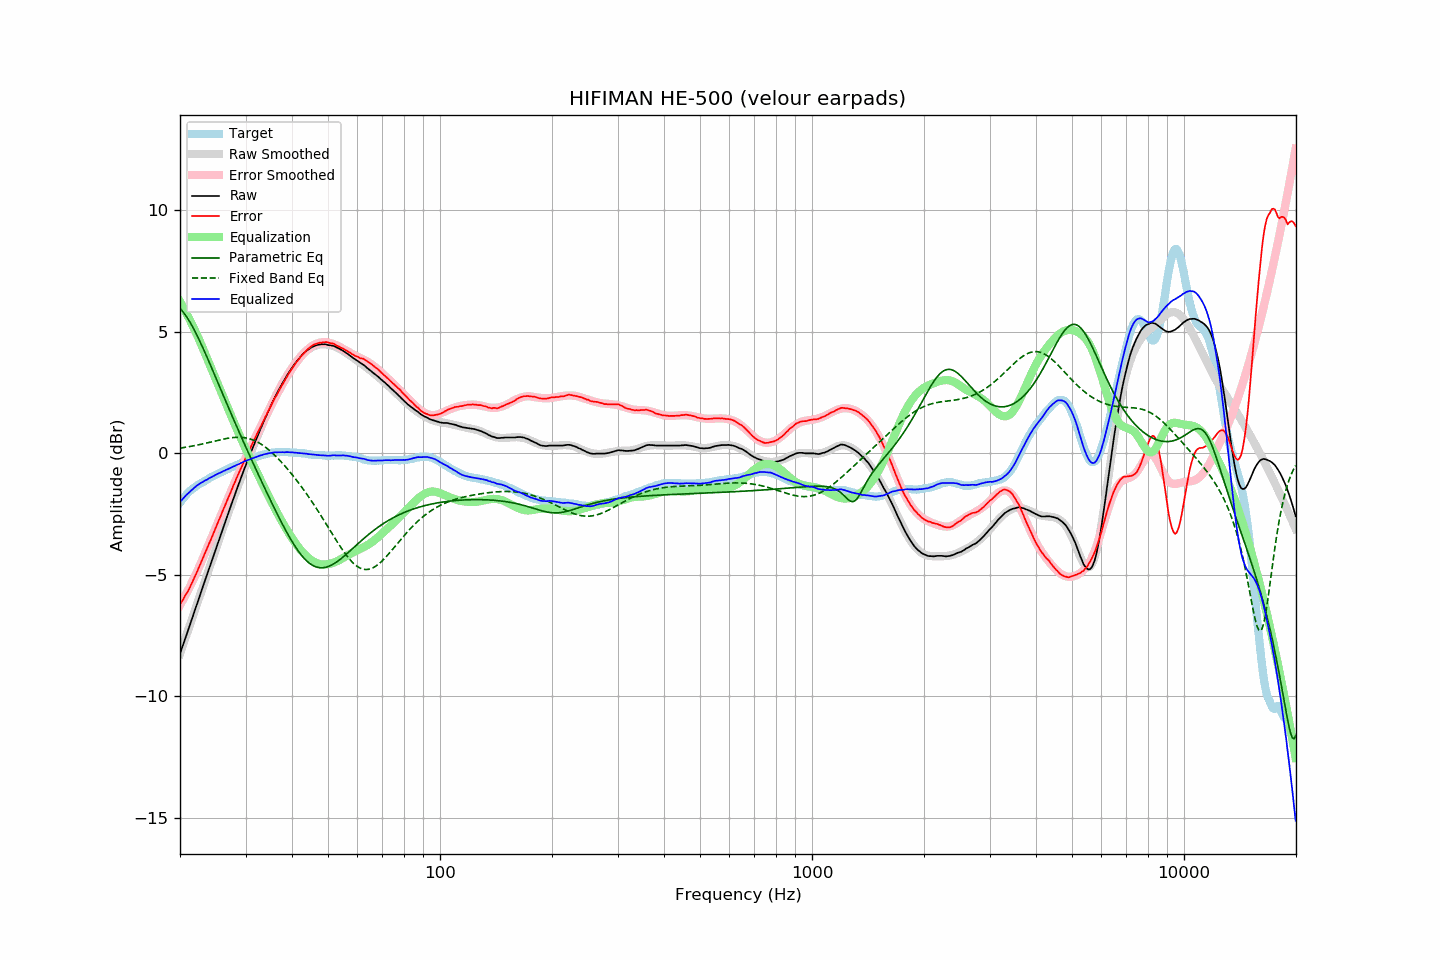 HIFIMAN HE-500 (velour earpads)
Target
Raw Smoothed
Error Smoothed
Raw
Error
Equalization
Parametric Eq
Fixed Band Eq
Equalized
Amplitude (dBr)
10
5
0
−5
−10
−15
100
1000
10000
Frequency (Hz)